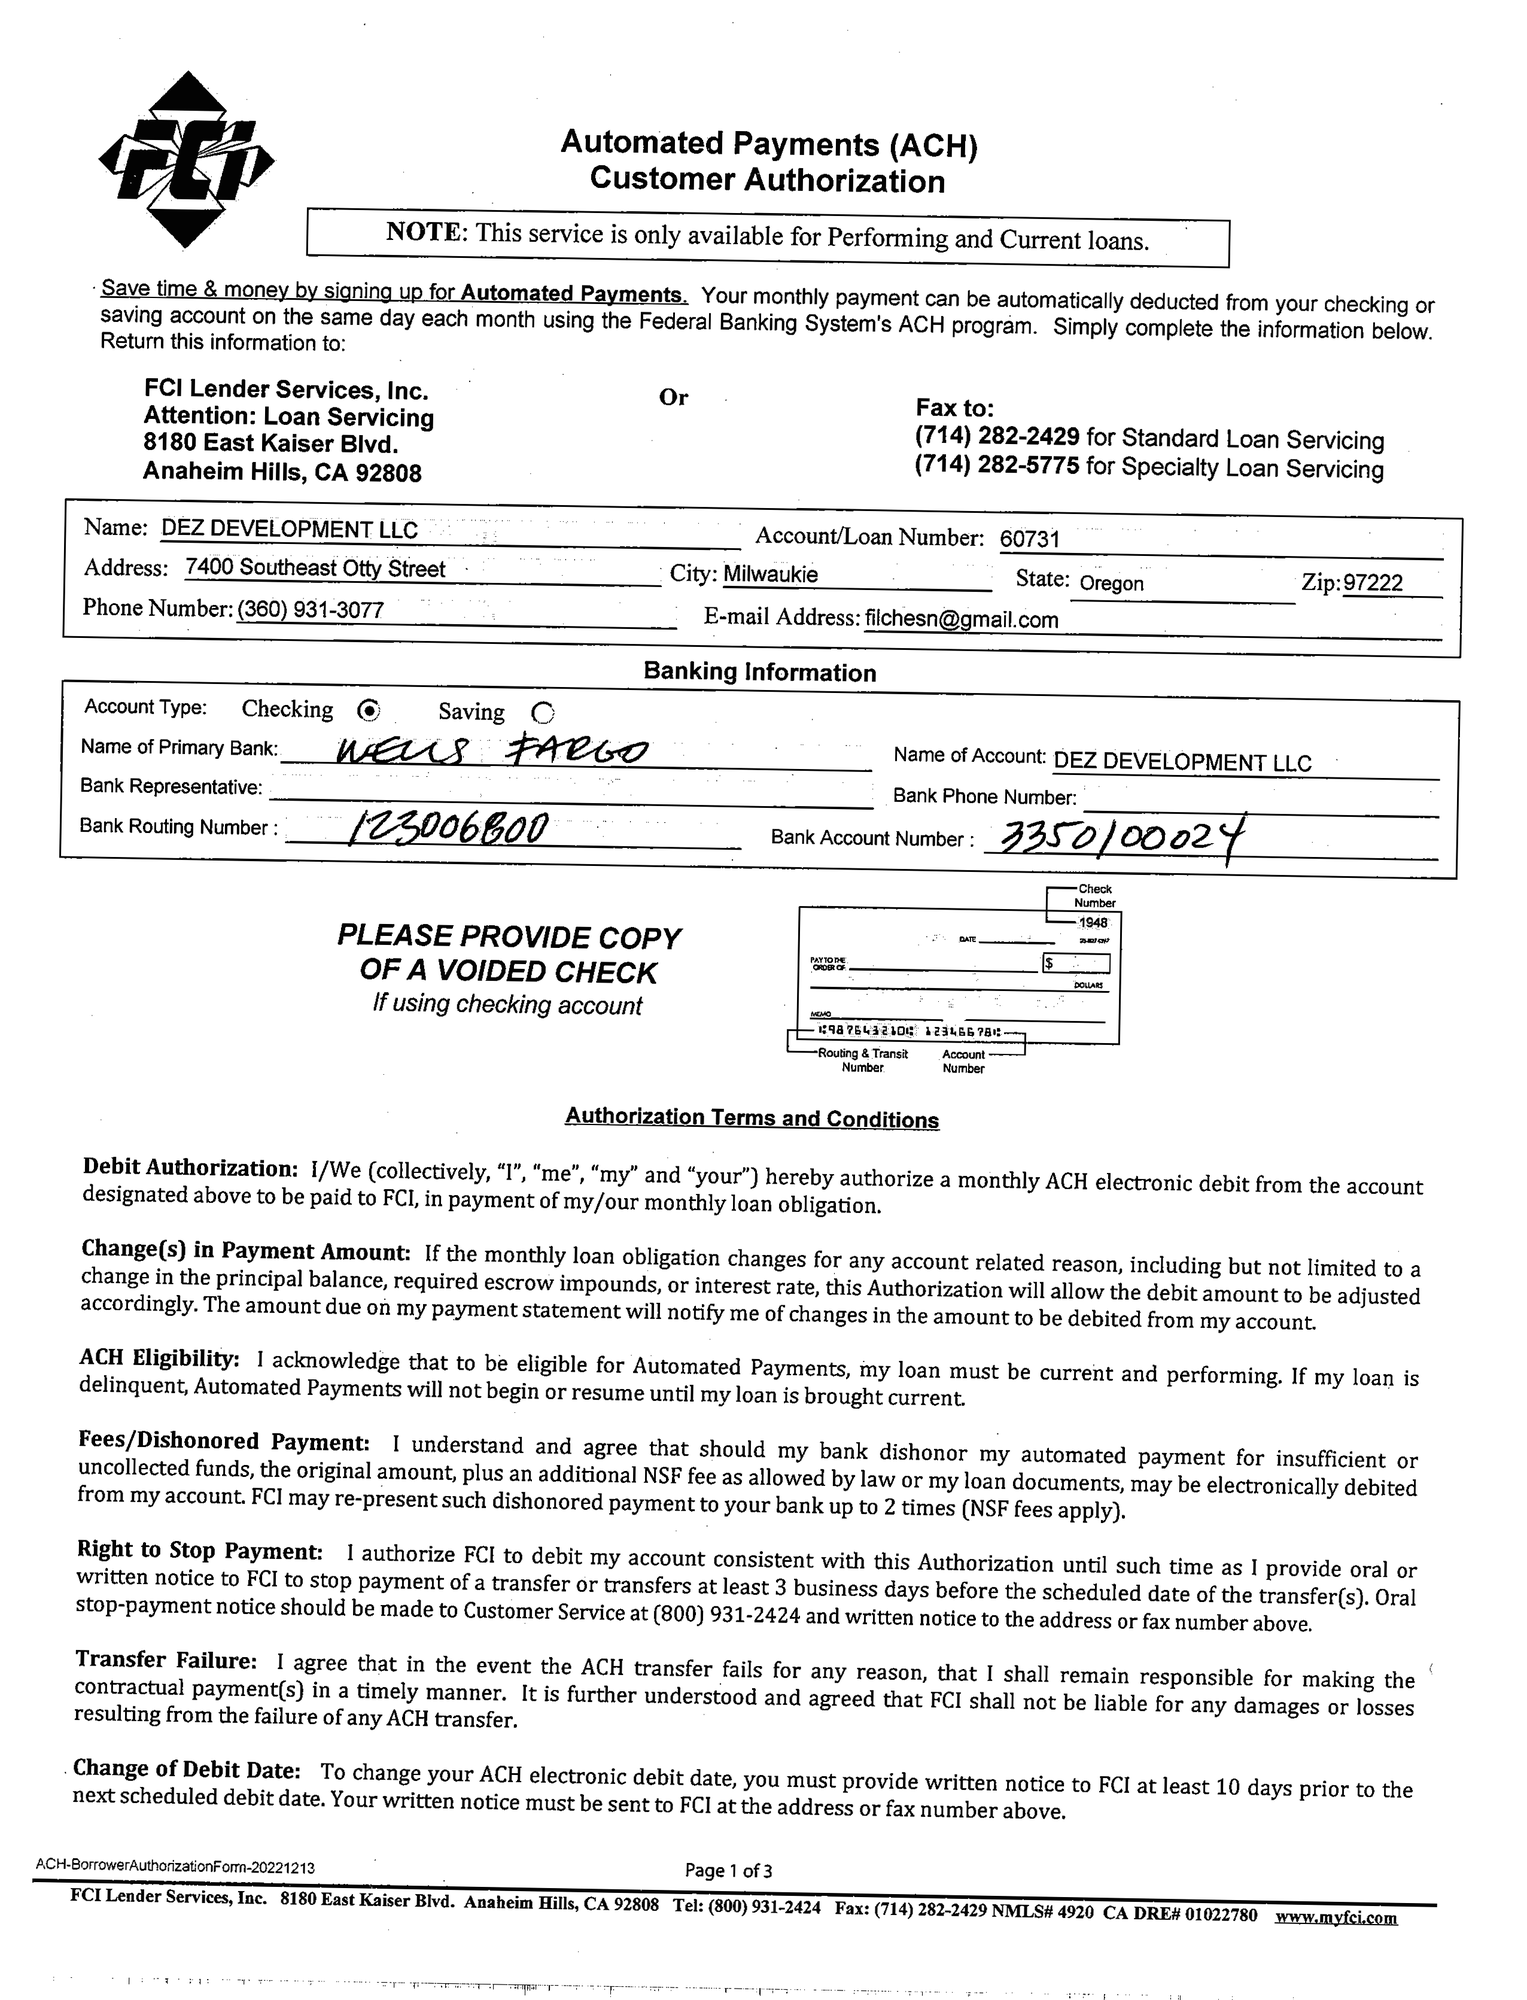 FCI
Automated Payments (ACH)
Customer Authorization
NOTE: This service is only available for Performing and Current loans.
Save time & money by signing up for Automated Payments. Your monthly payment can be automatically deducted from your checking or
saving account on the same day each month using the Federal Banking System's ACH program. Simply complete the information below.
Return this information to:
FCI Lender Services, Inc.
Attention: Loan Servicing
8180 East Kaiser Blvd.
Anaheim Hills, CA 92808
Or
Fax to:
(714) 282-2429 for Standard Loan Servicing
(714) 282-5775 for Specialty Loan Servicing
Name: DEZ DEVELOPMENT LLC Account/Loan Number: 60731
Address: 7400 Southeast Otty Street City: Milwaukie State: Oregon Zip: 97222
Phone Number: (360) 931-3077 E-mail Address: filchesn@gmail.com
Banking Information
Account Type: Checking Saving
Name of Primary Bank: WELLS FARGO Name of Account: DEZ DEVELOPMENT LLC
Bank Representative: Bank Phone Number:
Bank Routing Number : 123006800 Bank Account Number : 3350100024
PLEASE PROVIDE COPY
OF A VOIDED CHECK
If using checking account
Check
Number
1948
DATE
PAY TO THE
ORDER OF
$
DOLLARS
MEMO
Routing & Transit
Number
Account
Number
Authorization Terms and Conditions
Debit Authorization: I/We (collectively, “I”, “me”, “my” and “your”) hereby authorize a monthly ACH electronic debit from the account
designated above to be paid to FCI, in payment of my/our monthly loan obligation.
Change(s) in Payment Amount: If the monthly loan obligation changes for any account related reason, including but not limited to a
change in the principal balance, required escrow impounds, or interest rate, this Authorization will allow the debit amount to be adjusted
accordingly. The amount due on my payment statement will notify me of changes in the amount to be debited from my account.
ACH Eligibility: I acknowledge that to be eligible for Automated Payments, my loan must be current and performing. If my loan is
delinquent, Automated Payments will not begin or resume until my loan is brought current.
Fees/Dishonored Payment: I understand and agree that should my bank dishonor my automated payment for insufficient or
uncollected funds, the original amount, plus an additional NSF fee as allowed by law or my loan documents, may be electronically debited
from my account. FCI may re-present such dishonored payment to your bank up to 2 times (NSF fees apply).
Right to Stop Payment: I authorize FCI to debit my account consistent with this Authorization until such time as I provide oral or
written notice to FCI to stop payment of a transfer or transfers at least 3 business days before the scheduled date of the transfer(s). Oral
stop-payment notice should be made to Customer Service at (800) 931-2424 and written notice to the address or fax number above.
Transfer Failure: I agree that in the event the ACH transfer fails for any reason, that I shall remain responsible for making the
contractual payment(s) in a timely manner. It is further understood and agreed that FCI shall not be liable for any damages or losses
resulting from the failure of any ACH transfer.
Change of Debit Date: To change your ACH electronic debit date, you must provide written notice to FCI at least 10 days prior to the
next scheduled debit date. Your written notice must be sent to FCI at the address or fax number above.
ACH-BorrowerAuthorizationForm-20221213
Page 1 of 3
FCI Lender Services, Inc. 8180 East Kaiser Blvd. Anaheim Hills, CA 92808 Tel: (800) 931-2424 Fax: (714) 282-2429 NMLS# 4920 CA DRE# 01022780 www.myfci.com